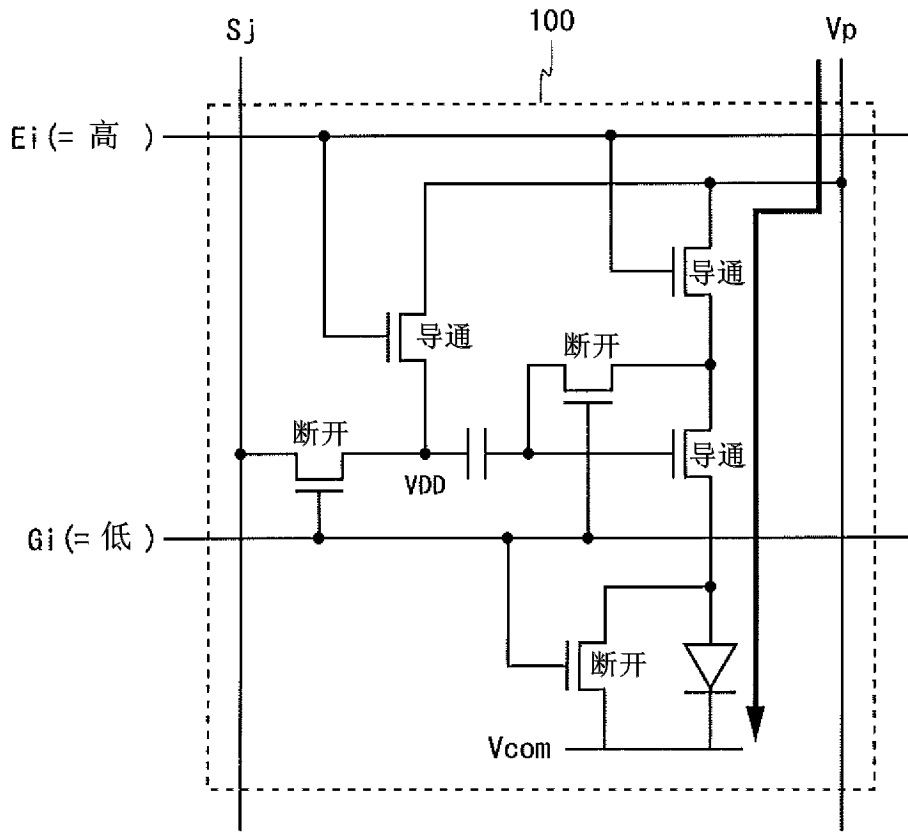 Sj
100
Vp
Ei(= 高 )
导通
导通
断开
断开
导通
VDD
Gi(= 低 )
断开
Vcom